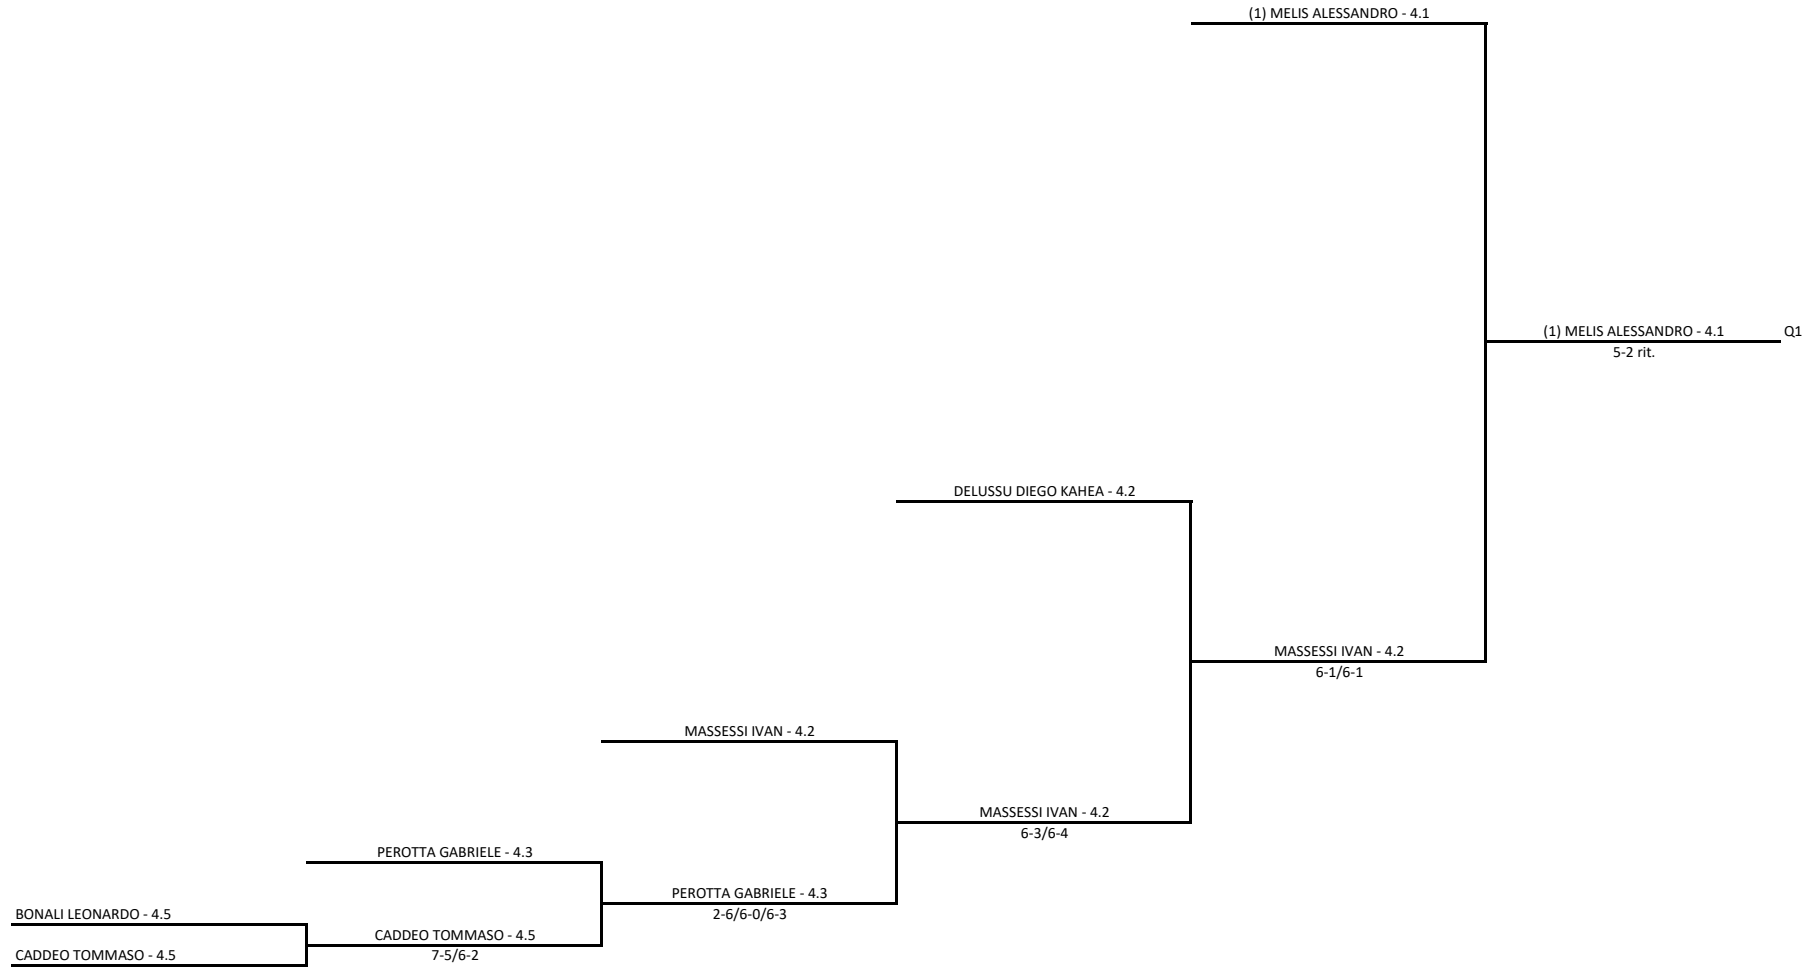 (1) MELIS ALESSANDRO - 4.1
(1) MELIS ALESSANDRO - 4.1 Q1
5-2 rit.
DELUSSU DIEGO KAHEA - 4.2
MASSESSI IVAN - 4.2
6-1/6-1
MASSESSI IVAN - 4.2
MASSESSI IVAN - 4.2
6-3/6-4
PEROTTA GABRIELE - 4.3
PEROTTA GABRIELE - 4.3
2-6/6-0/6-3
BONALI LEONARDO - 4.5
CADDEO TOMMASO - 4.5
7-5/6-2
CADDEO TOMMASO - 4.5